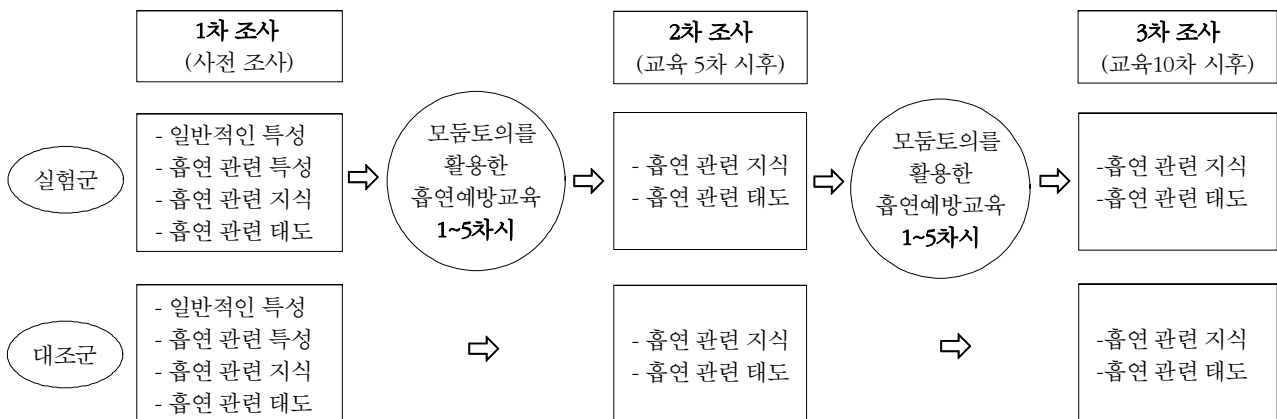 1차 조사
(사전 조사)
2차 조사
(교육 5차 시후)
3차 조사
(교육10차 시후)
실험군
- 일반적인 특성
- 흡연 관련 특성
- 흡연 관련 지식
- 흡연 관련 태도
모둠토의를
활용한
흡연예방교육
1~5차시
- 흡연 관련 지식
- 흡연 관련 태도
모둠토의를
활용한
흡연예방교육
1~5차시
-흡연 관련 지식
-흡연 관련 태도
대조군
- 일반적인 특성
- 흡연 관련 특성
- 흡연 관련 지식
- 흡연 관련 태도
- 흡연 관련 지식
- 흡연 관련 태도
-흡연 관련 지식
-흡연 관련 태도